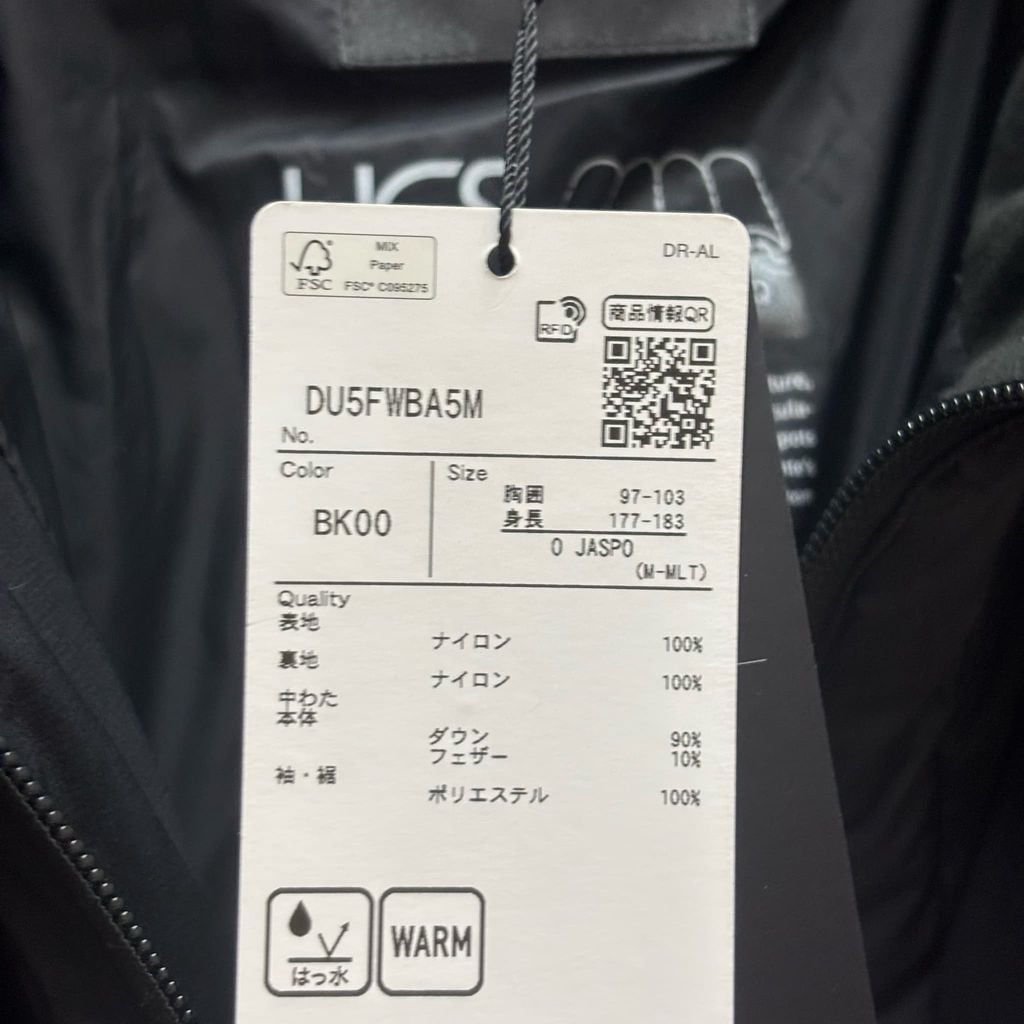 MIX
Paper
FSC
FSC® C095275
DR-AL
RFID
商品情報QR
DU5FWBA5M
No.
Color
BK00
Size
胸囲 97-103
身長 177-183
O JASPO
(M-MLT)
Quality
表地
ナイロン 100%
裏地
ナイロン 100%
中わた
本体
ダウン 90%
フェザー 10%
袖・裾
ポリエステル 100%
はっ水
WARM